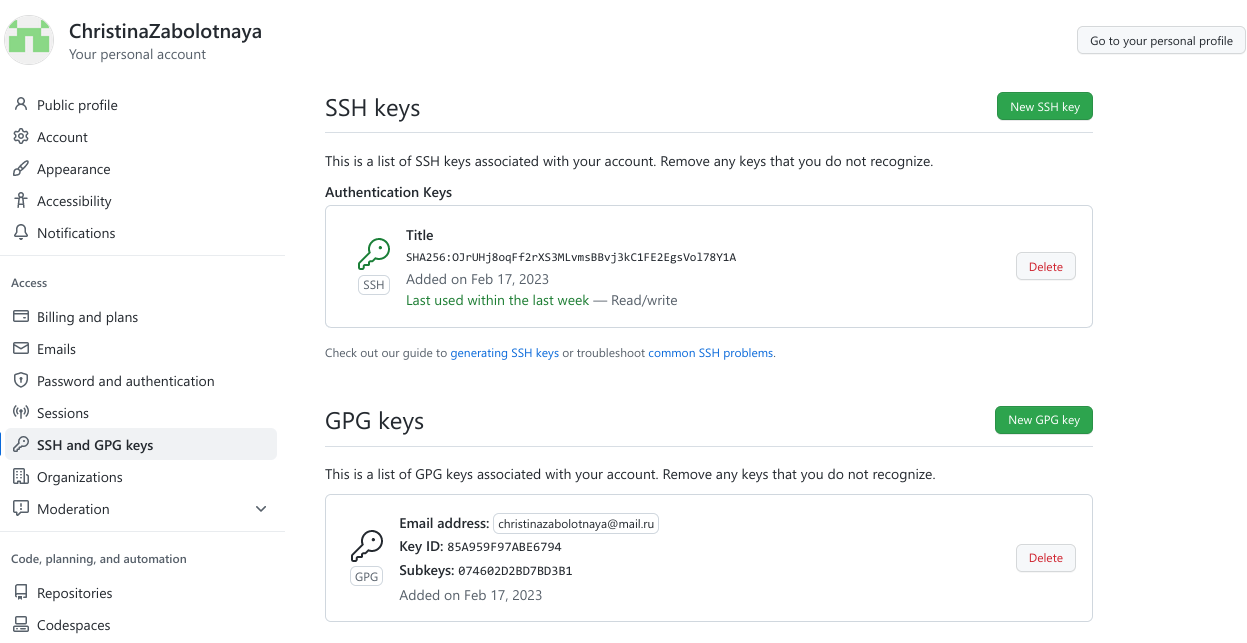 ChristinaZabolotnaya
Your personal account
Go to your personal profile
Public profile
Account
Appearance
Accessibility
Notifications
Access
Billing and plans
Emails
Password and authentication
Sessions
SSH and GPG keys
Organizations
Moderation
Code, planning, and automation
Repositories
Codespaces
SSH keys
New SSH key
This is a list of SSH keys associated with your account. Remove any keys that you do not recognize.
Authentication Keys
Title
SHA256:OJrUHj8oqFf2rXS3MLvmsBBvj3kC1FE2EgsVol78Y1A
Added on Feb 17, 2023
Last used within the last week — Read/write
SSH
Delete
Check out our guide to generating SSH keys or troubleshoot common SSH problems.
GPG keys
New GPG key
This is a list of GPG keys associated with your account. Remove any keys that you do not recognize.
Email address: christinazabolotnaya@mail.ru
Key ID: 85A959F97ABE6794
Subkeys: 074602D2BD7BD3B1
Added on Feb 17, 2023
GPG
Delete